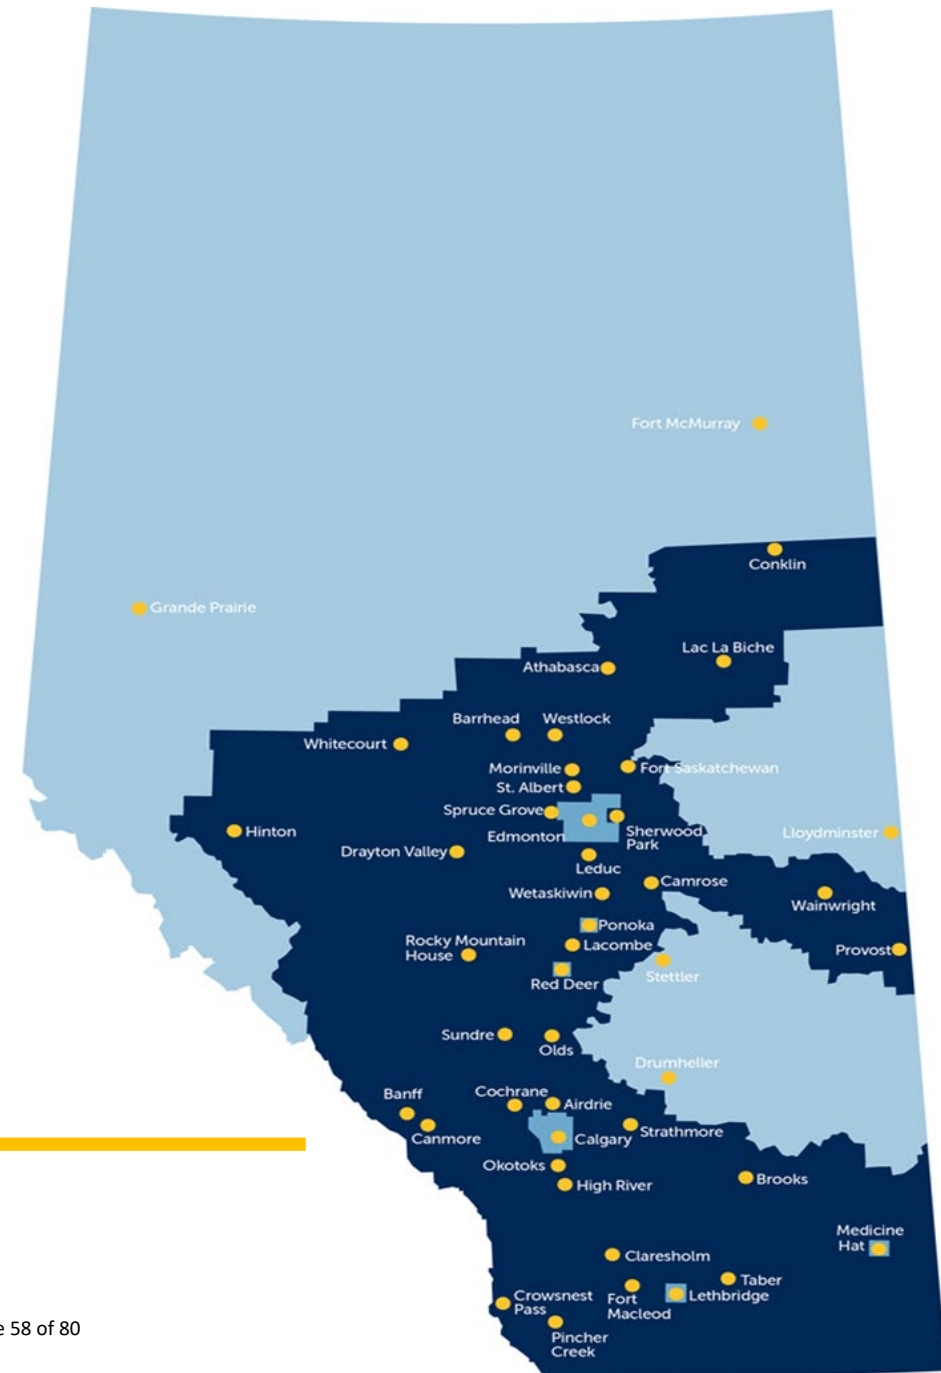 Fort McMurray
Conklin
Grande Prairie
Lac La Biche
Athabasca
Barrhead
Westlock
Whitecourt
Morinville
Fort Saskatchewan
St. Albert
Spruce Grove
Edmonton
Sherwood
Park
Hinton
Lloydminster
Drayton Valley
Leduc
Camrose
Wetaskiwin
Wainwright
Ponoka
Rocky Mountain
House
Lacombe
Provost
Stettler
Red Deer
Sundre
Olds
Drumheller
Banff
Cochrane
Airdrie
Canmore
Calgary
Strathmore
Okotoks
High River
Brooks
Medicine
Hat
Claresholm
Taber
Crowsnest
Pass
Fort
Macleod
Lethbridge
Pincher
Creek
e 58 of 80